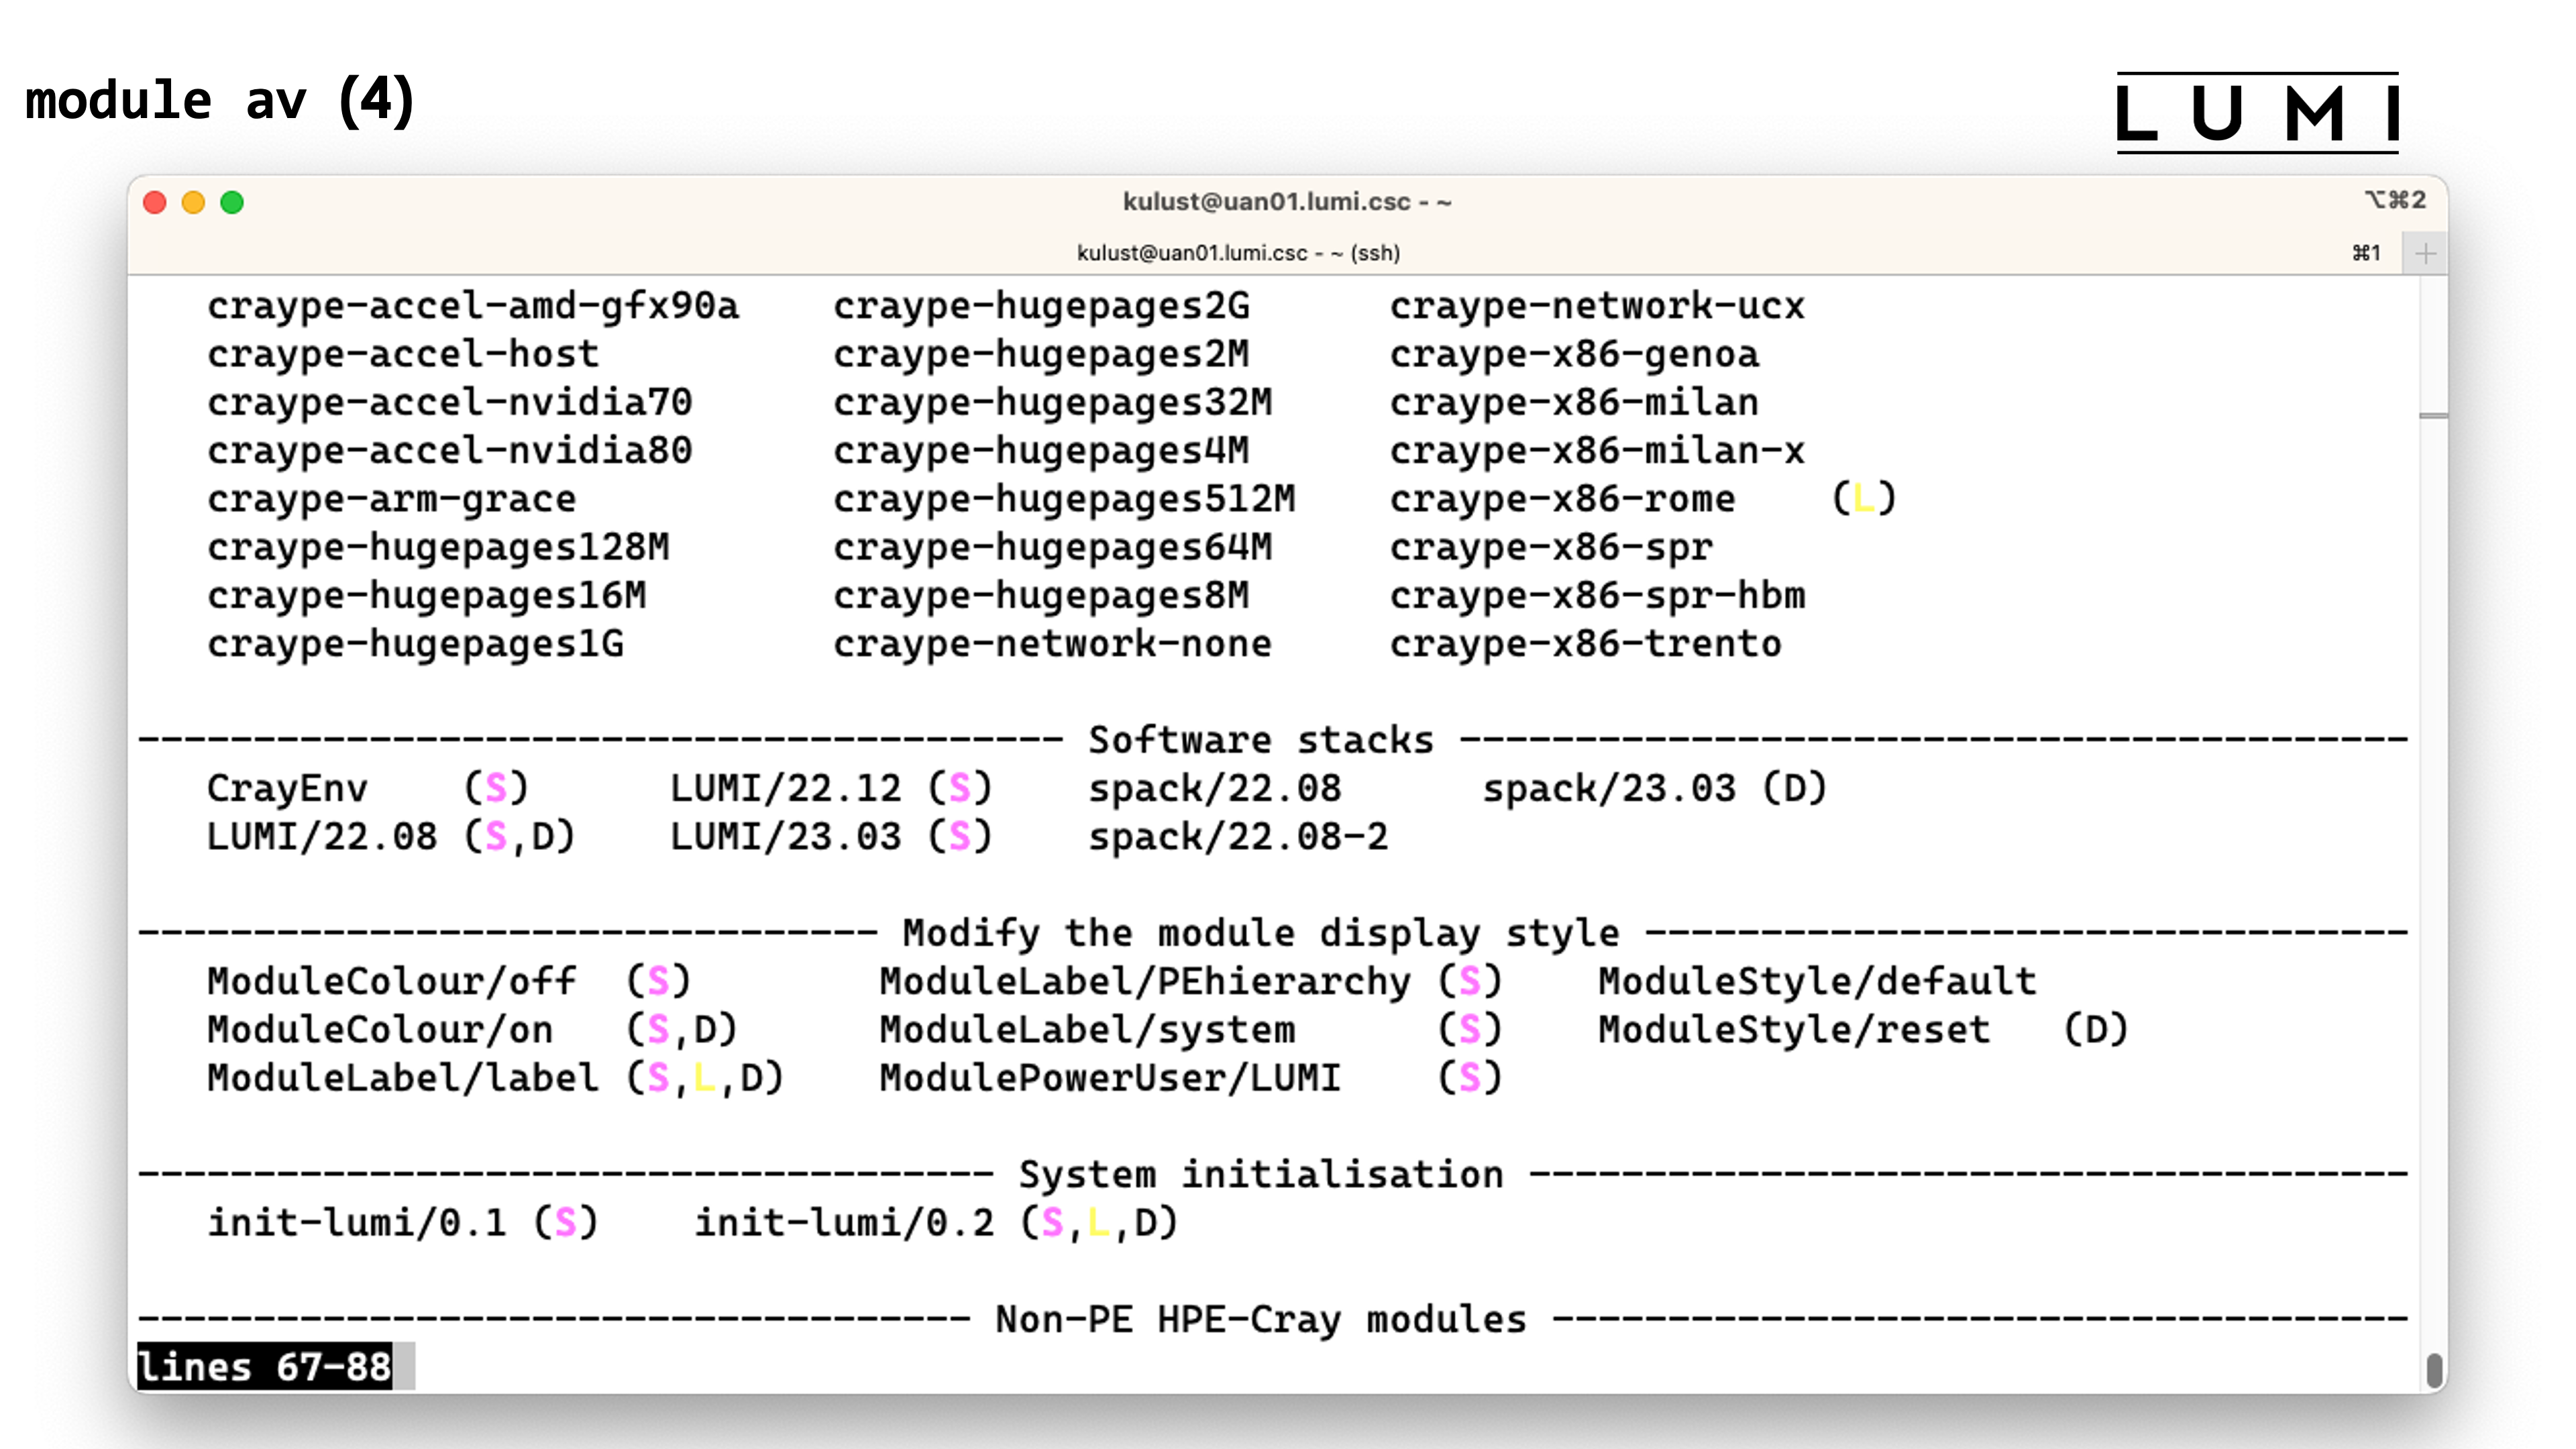 module av (4)
LUMI
kulust@uan01.lumi.csc - ~
⌥⌘2
kulust@uan01.lumi.csc - ~ (ssh)
⌘1
+
craype-accel-amd-gfx90a craype-hugepages2G craype-network-ucx
craype-accel-host craype-hugepages2M craype-x86-genoa
craype-accel-nvidia70 craype-hugepages32M craype-x86-milan
craype-accel-nvidia80 craype-hugepages4M craype-x86-milan-x
craype-arm-grace craype-hugepages512M craype-x86-rome (L)
craype-hugepages128M craype-hugepages64M craype-x86-spr
craype-hugepages16M craype-hugepages8M craype-x86-spr-hbm
craype-hugepages1G craype-network-none craype-x86-trento
---------------------------------------- Software stacks -----------------------------------------
CrayEnv (S) LUMI/22.12 (S) spack/22.08 spack/23.03 (D)
LUMI/22.08 (S,D) LUMI/23.03 (S) spack/22.08-2
-------------------------------- Modify the module display style ---------------------------------
ModuleColour/off (S) ModuleLabel/PEhierarchy (S) ModuleStyle/default
ModuleColour/on (S,D) ModuleLabel/system (S) ModuleStyle/reset (D)
ModuleLabel/label (S,L,D) ModulePowerUser/LUMI (S)
------------------------------------- System initialisation --------------------------------------
init-lumi/0.1 (S) init-lumi/0.2 (S,L,D)
------------------------------------ Non-PE HPE-Cray modules -------------------------------------
lines 67-88